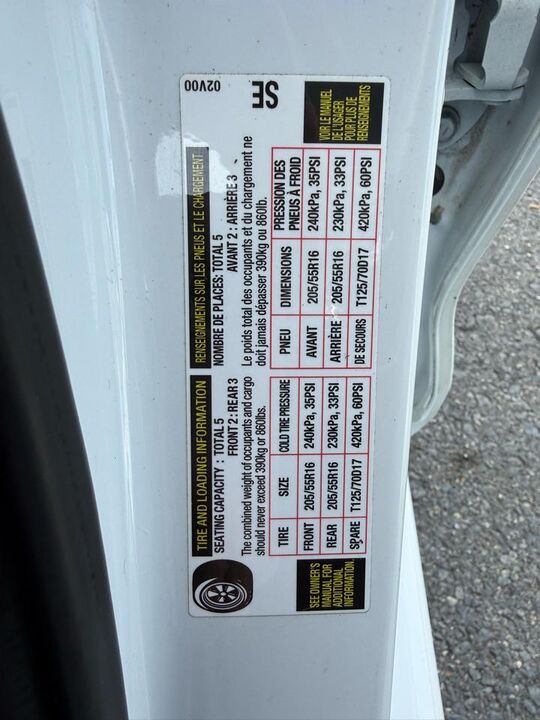 TIRE AND LOADING INFORMATION
SEATING CAPACITY : TOTAL 5
FRONT 2 : REAR 3
The combined weight of occupants and cargo
should never exceed 390kg or 860lbs.
TIRE SIZE COLD TIRE PRESSURE
FRONT 205/55R16 240kPa, 35PSI
REAR 205/55R16 230kPa, 33PSI
SPARE T125/70D17 420kPa, 60PSI
SEE OWNER'S
MANUAL FOR
ADDITIONAL
INFORMATION.
RENSEIGNEMENTS SUR LES PNEUS ET LE CHARGEMENT
NOMBRE DE PLACES: TOTAL 5
AVANT 2 : ARRIÈRE 3
Le poids total des occupants et du chargement ne
doit jamais dépasser 390kg ou 860lb.
PNEU DIMENSIONS PRESSION DES
PNEUS À FROID
AVANT 205/55R16 240kPa, 35PSI
ARRIÈRE 205/55R16 230kPa, 33PSI
DE SECOURS T125/70D17 420kPa, 60PSI
VOIR LE MANUEL
DE L'USAGER
POUR PLUS DE
RENSEIGNEMENTS
02V00
SE